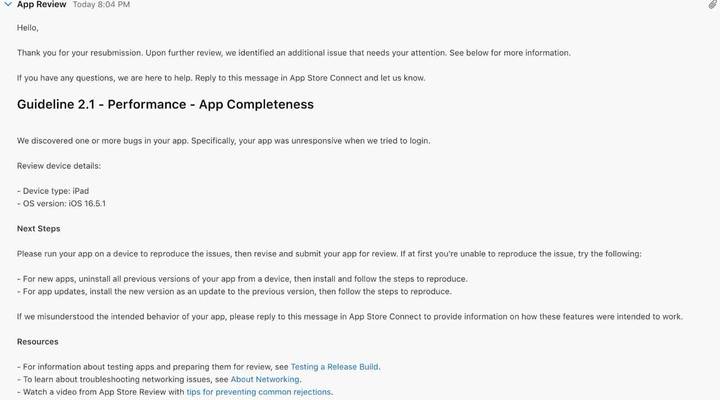 App Review Today 8:04 PM
Hello,
Thank you for your resubmission. Upon further review, we identified an additional issue that needs your attention. See below for more information.
If you have any questions, we are here to help. Reply to this message in App Store Connect and let us know.
Guideline 2.1 - Performance - App Completeness
We discovered one or more bugs in your app. Specifically, your app was unresponsive when we tried to login.
Review device details:
- Device type: iPad
- OS version: iOS 16.5.1
Next Steps
Please run your app on a device to reproduce the issues, then revise and submit your app for review. If at first you're unable to reproduce the issue, try the following:
- For new apps, uninstall all previous versions of your app from a device, then install and follow the steps to reproduce.
- For app updates, install the new version as an update to the previous version, then follow the steps to reproduce.
If we misunderstood the intended behavior of your app, please reply to this message in App Store Connect to provide information on how these features were intended to work.
Resources
- For information about testing apps and preparing them for review, see Testing a Release Build.
- To learn about troubleshooting networking issues, see About Networking.
- Watch a video from App Store Review with tips for preventing common rejections.